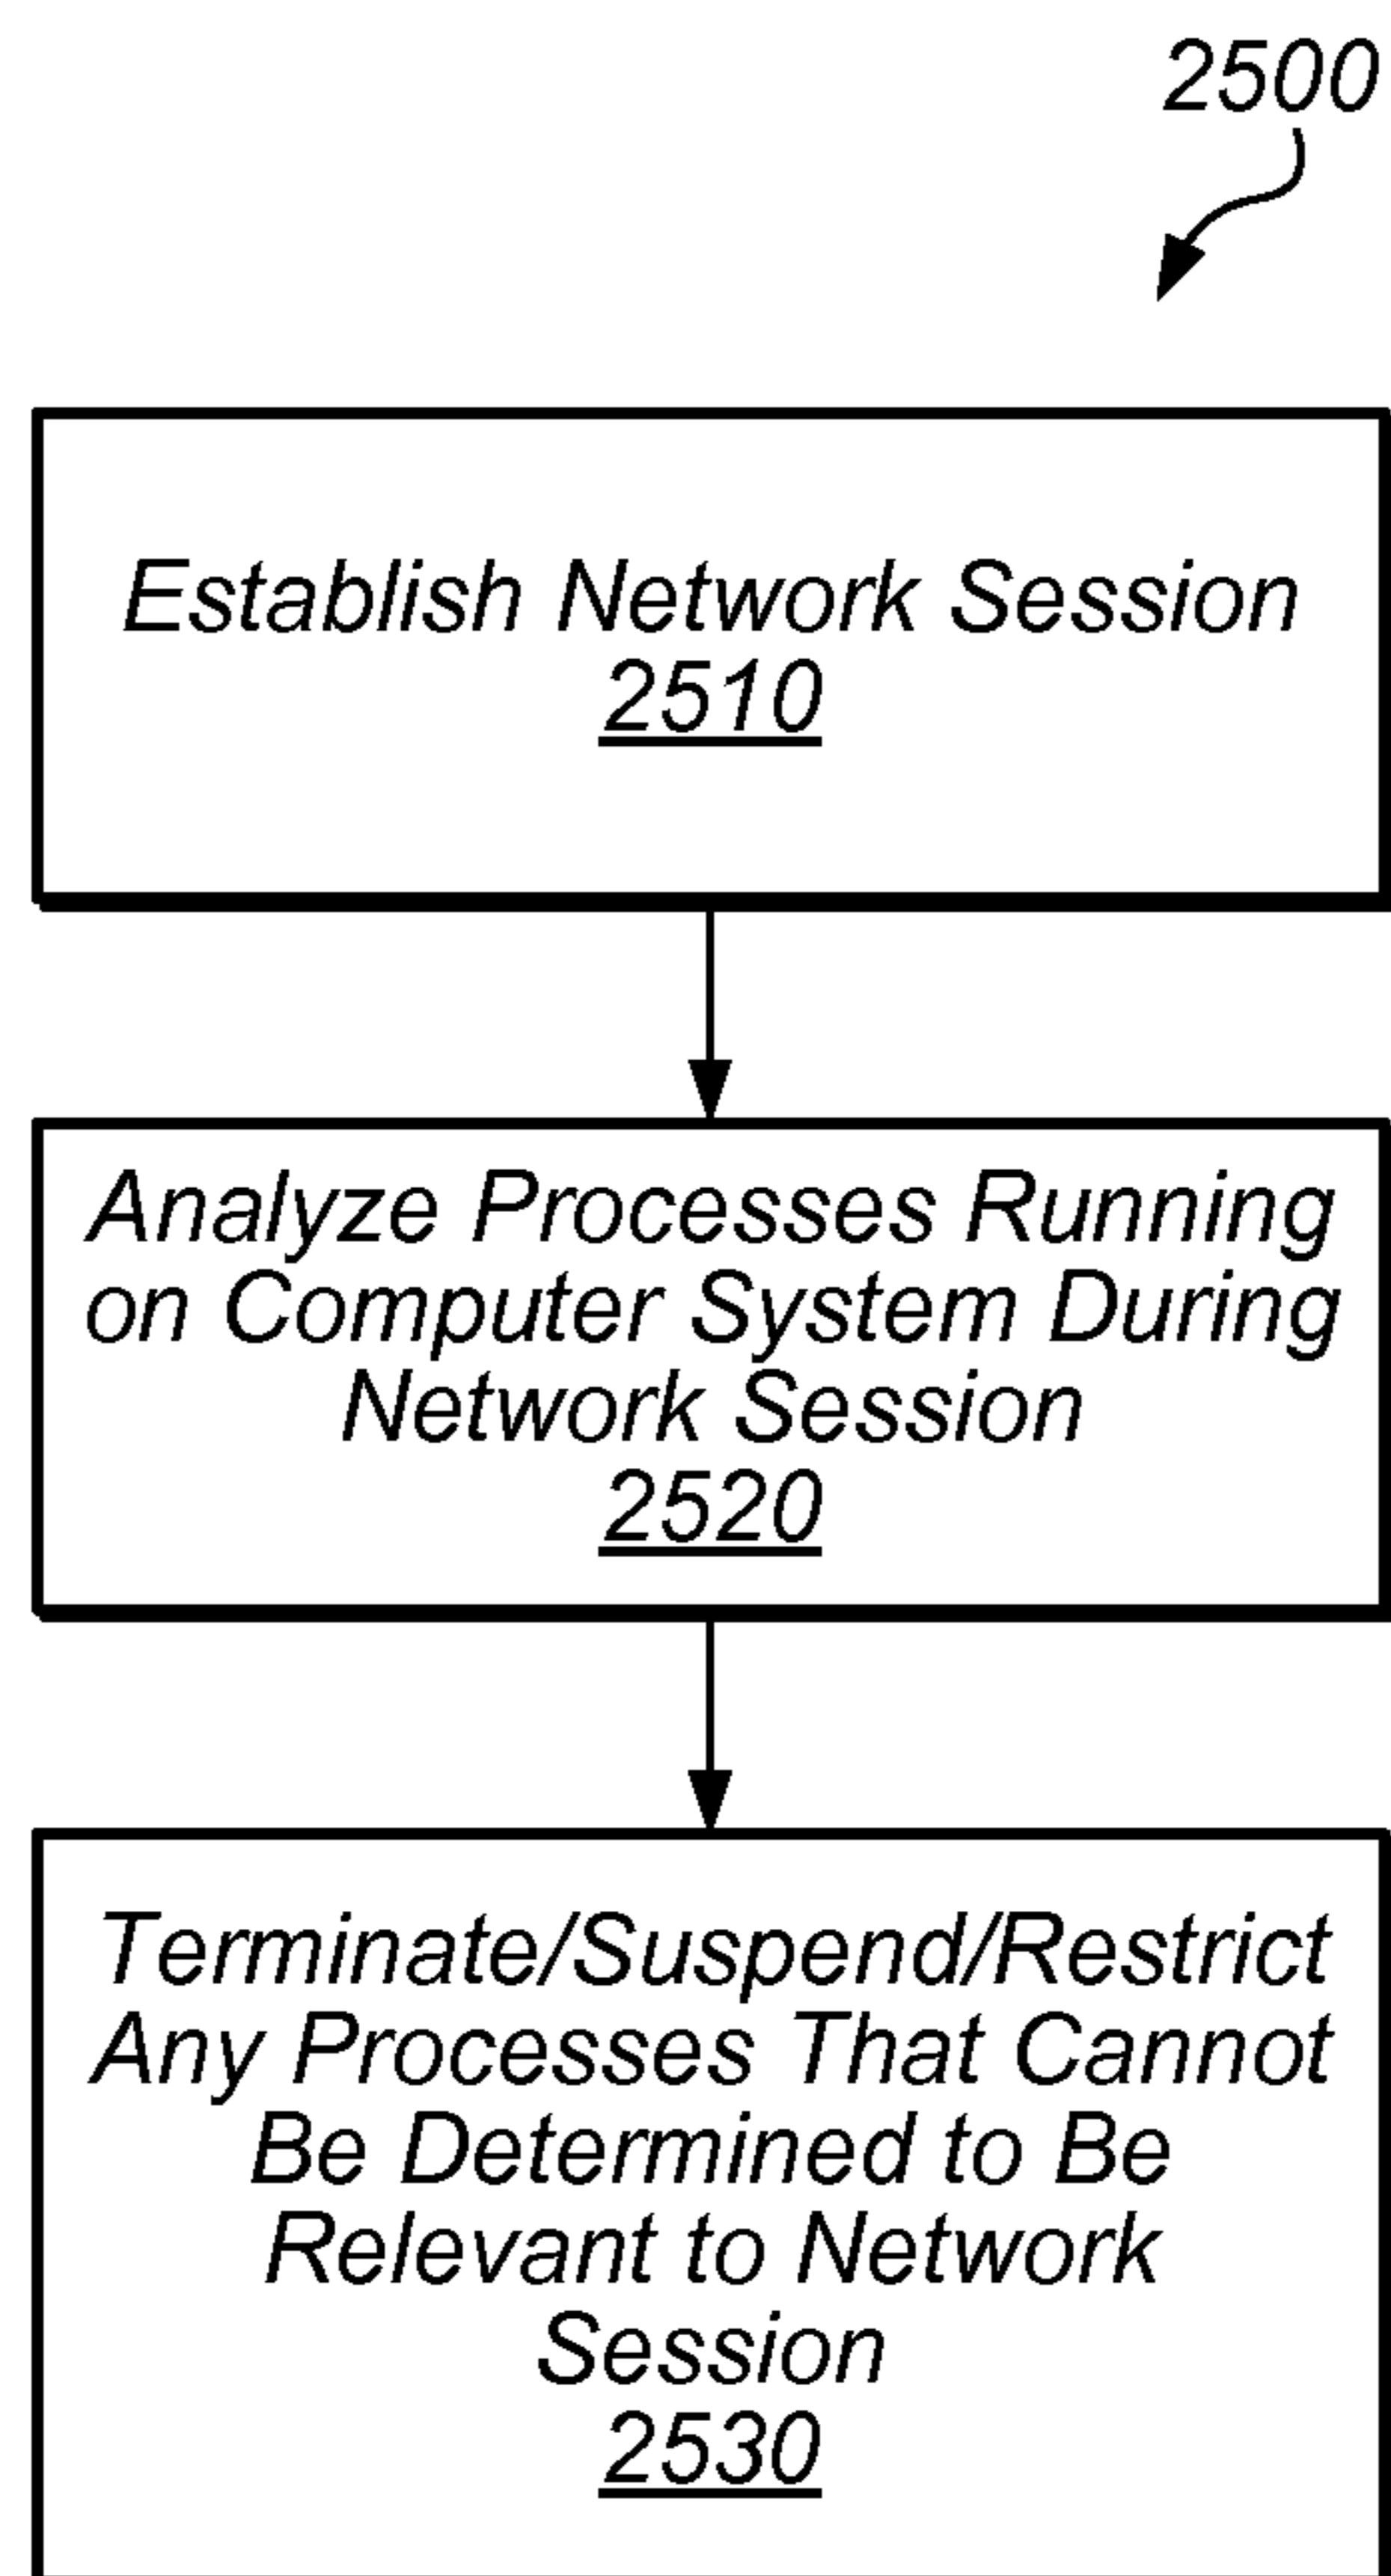 2500
Establish Network Session
2510
Analyze Processes Running
on Computer System During
Network Session
2520
Terminate/Suspend/Restrict
Any Processes That Cannot
Be Determined to Be
Relevant to Network
Session
2530